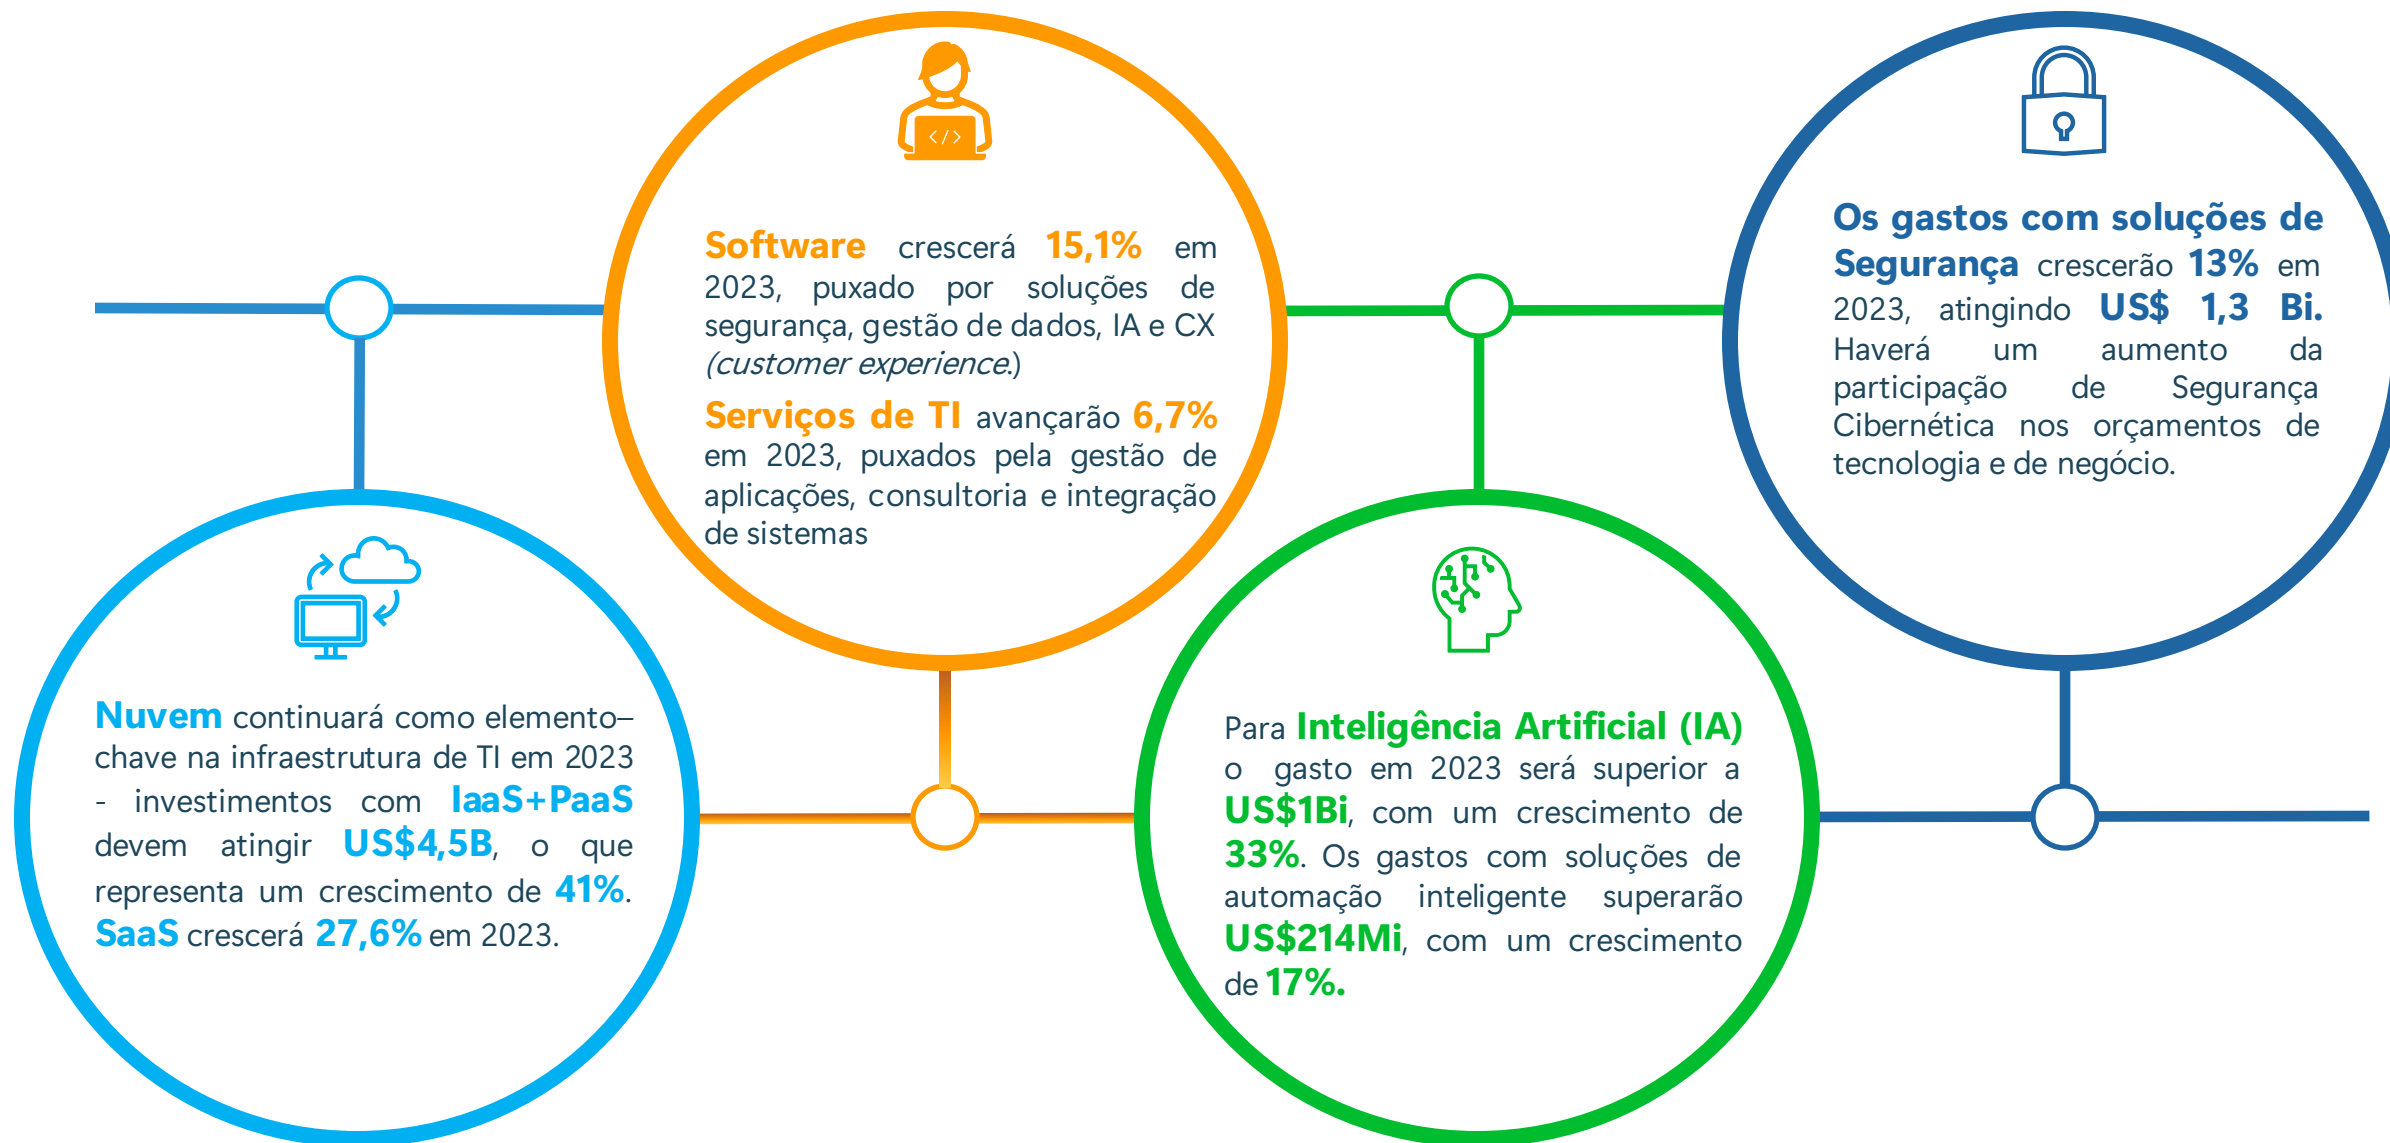 Nuvem continuará como elemento–
chave na infraestrutura de TI em 2023
- investimentos com IaaS+PaaS
devem atingir US$4,5B, o que
representa um crescimento de 41%.
SaaS crescerá 27,6% em 2023.
</>
Software crescerá 15,1% em
2023, puxado por soluções de
segurança, gestão de dados, IA e CX
(customer experience.)
Serviços de TI avançarão 6,7%
em 2023, puxados pela gestão de
aplicações, consultoria e integração
de sistemas
Para Inteligência Artificial (IA)
o gasto em 2023 será superior a
US$1Bi, com um crescimento de
33%. Os gastos com soluções de
automação inteligente superarão
US$214Mi, com um crescimento
de 17%.
Os gastos com soluções de
Segurança crescerão 13% em
2023, atingindo US$ 1,3 Bi.
Haverá um aumento da
participação de Segurança
Cibernética nos orçamentos de
tecnologia e de negócio.